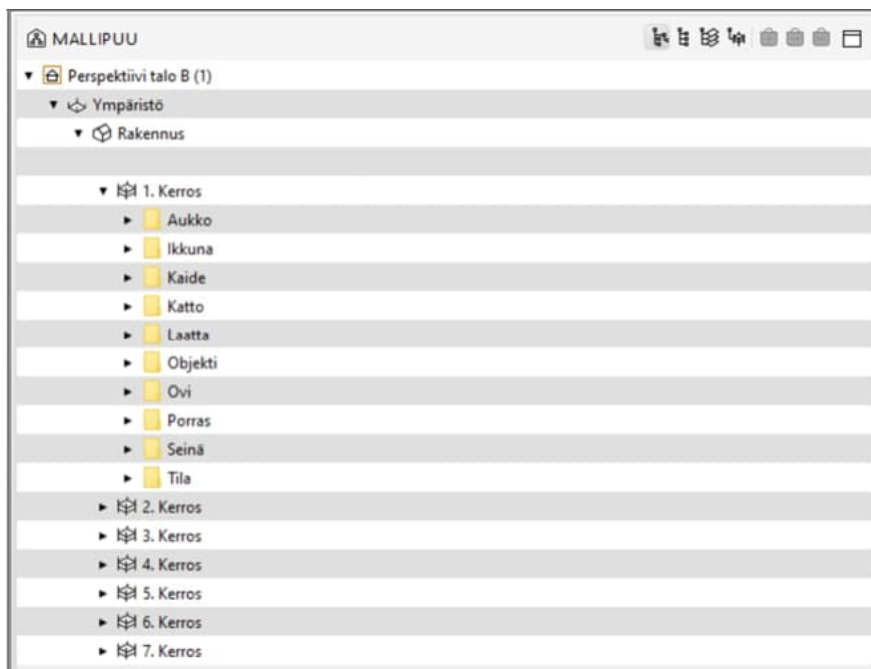 MALLIPUU
Perspektiivi talo B (1)
Ympäristö
Rakennus
1. Kerros
Aukko
Ikkuna
Kaide
Katto
Laatta
Objekti
Ovi
Porras
Seinä
Tila
2. Kerros
3. Kerros
4. Kerros
5. Kerros
6. Kerros
7. Kerros